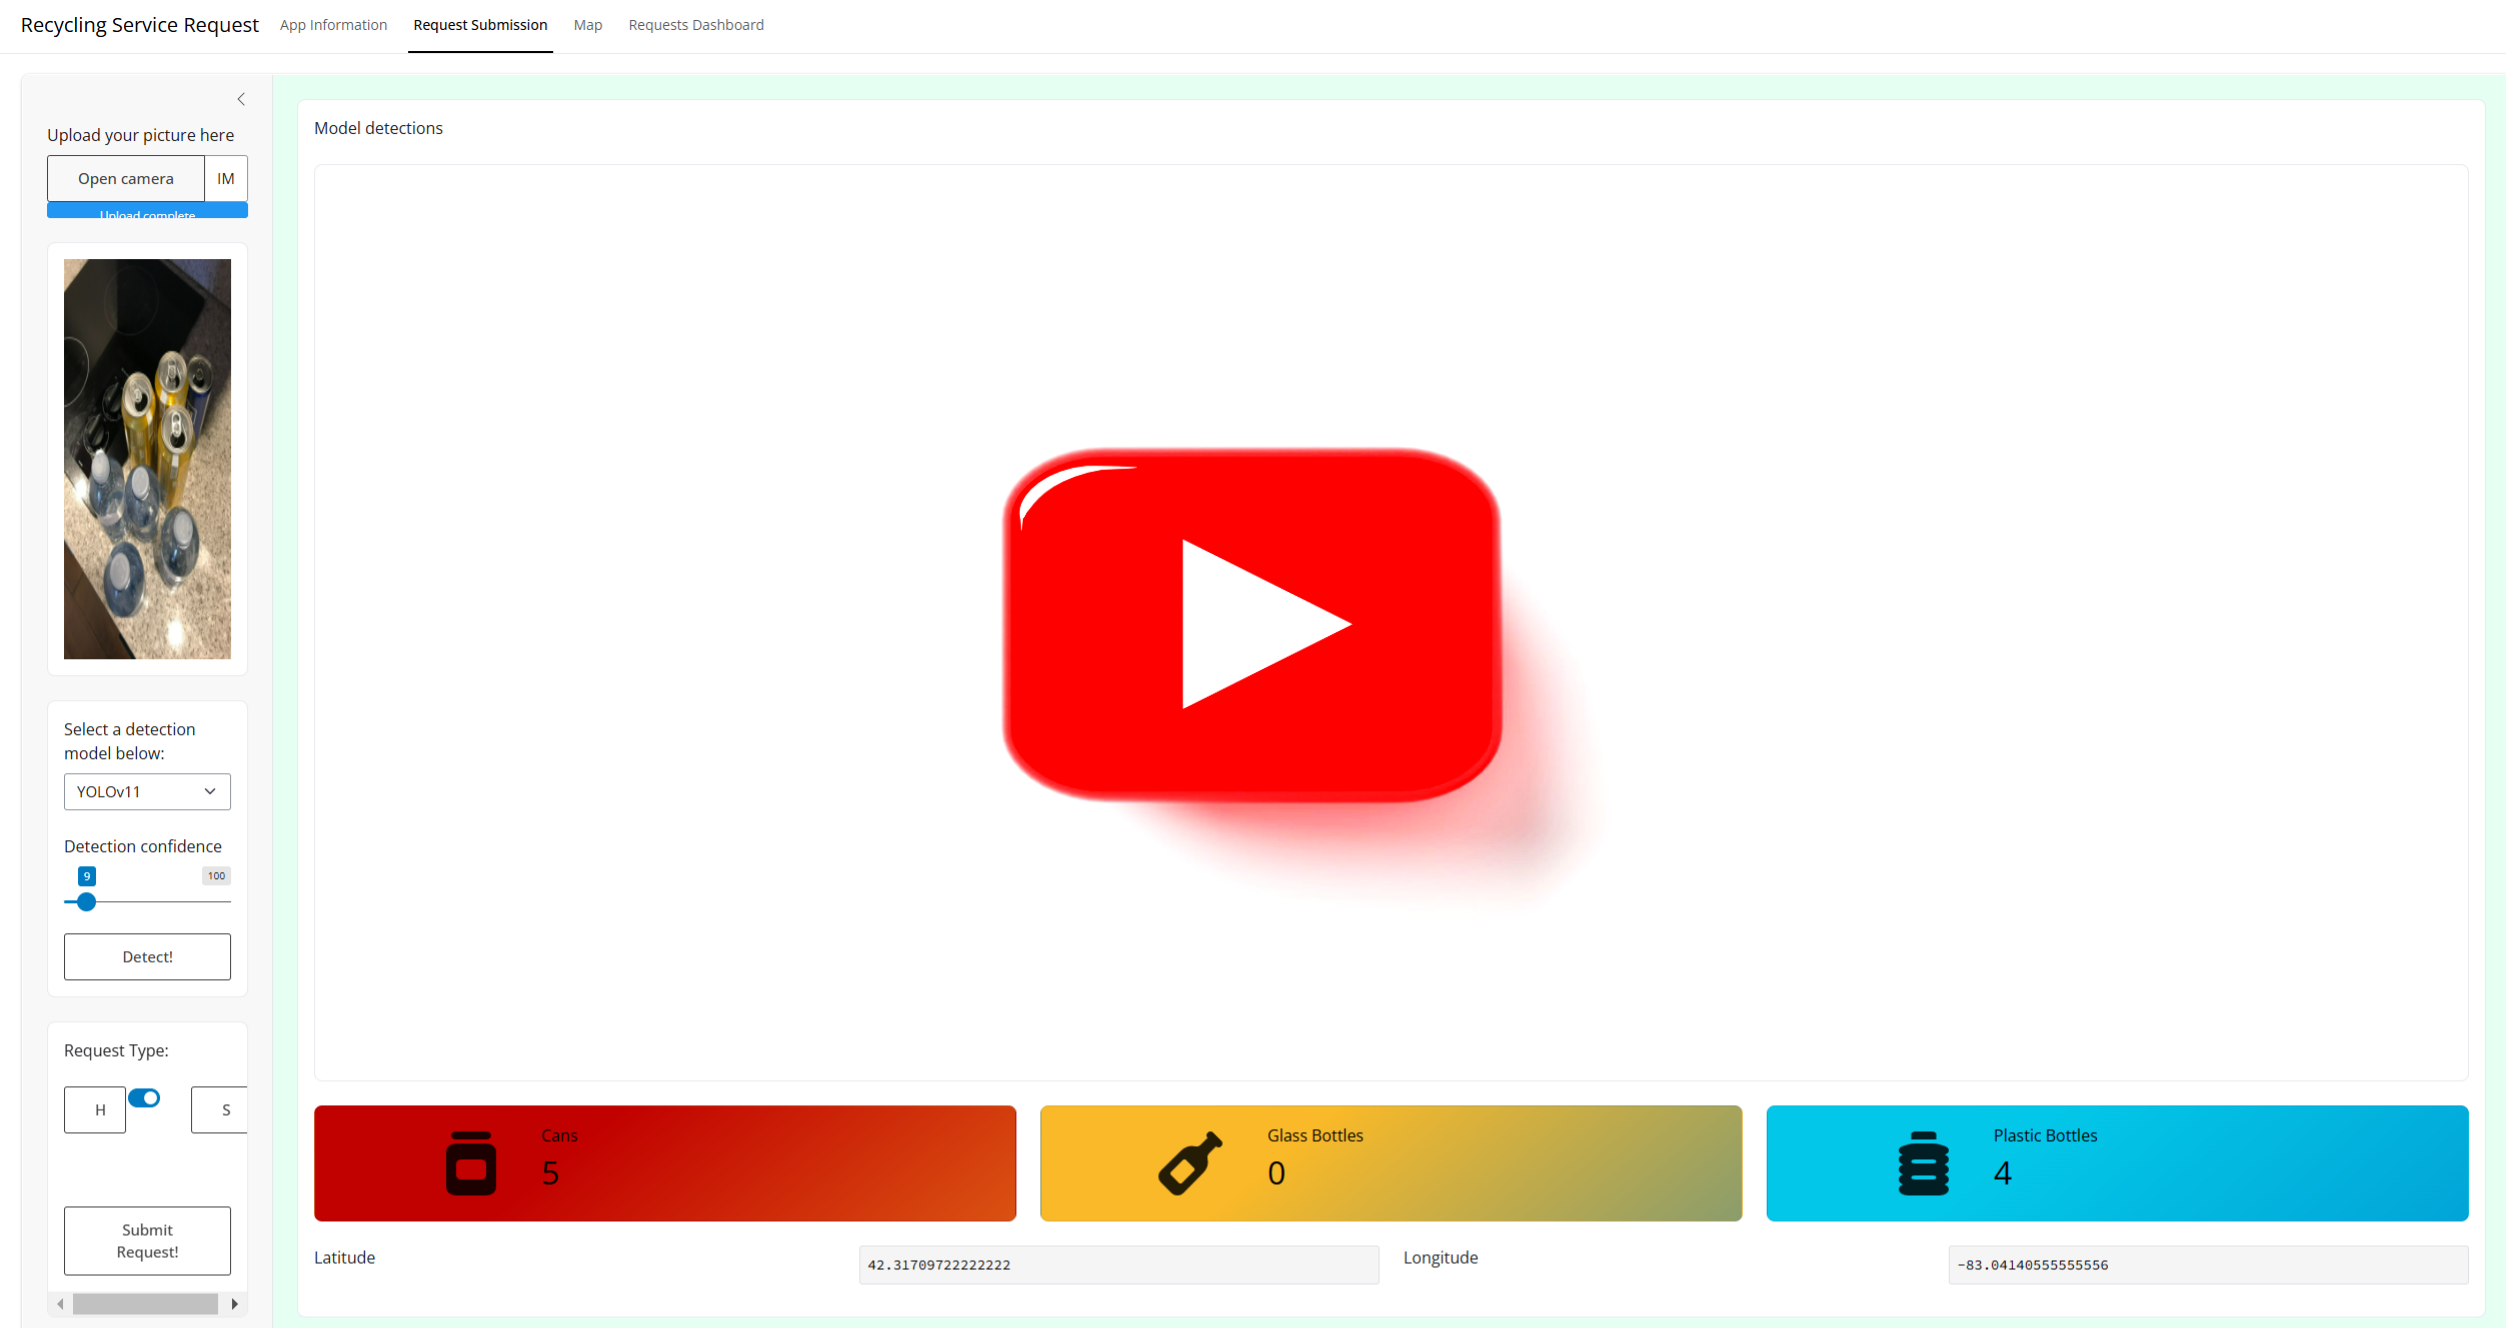 Recycling Service Request
App Information
Request Submission
Map
Requests Dashboard
Upload your picture here
Open camera
IM
Upload complete
Select a detection
model below:
YOLOv11
Detection confidence
9
100
Detect!
Request Type:
H
S
Submit
Request!
Model detections
Cans
5
Glass Bottles
0
Plastic Bottles
4
Latitude
42.31709722222222
Longitude
-83.04140555555556